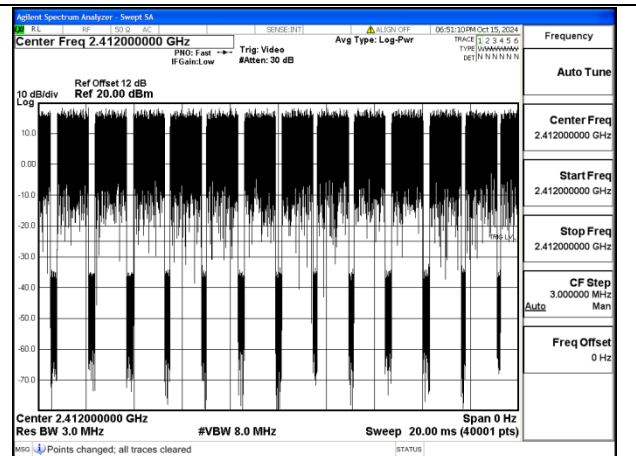 Agilent Spectrum Analyzer - Swept SA
RL RF 50 Ω AC SENSE:INT ALIGN OFF 06:51:10 PM Oct 15, 2024
Center Freq 2.412000000 GHz
PNO: Fast
IFGain:Low
Trig: Video
#Atten: 30 dB
Avg Type: Log-Pwr
TRACE 1 2 3 4 5 6
TYPE WWWWWW
DET N N N N N N
Ref Offset 12 dB
10 dB/div Ref 20.00 dBm
Log
10.0
0.00
-10.0
-20.0
TRIG LVL
-30.0
-40.0
-50.0
-60.0
-70.0
Center 2.412000000 GHz Span 0 Hz
Res BW 3.0 MHz #VBW 8.0 MHz Sweep 20.00 ms (40001 pts)
MSG Points changed; all traces cleared STATUS
Frequency
Auto Tune
Center Freq
2.412000000 GHz
Start Freq
2.412000000 GHz
Stop Freq
2.412000000 GHz
CF Step
3.000000 MHz
Auto Man
Freq Offset
0 Hz